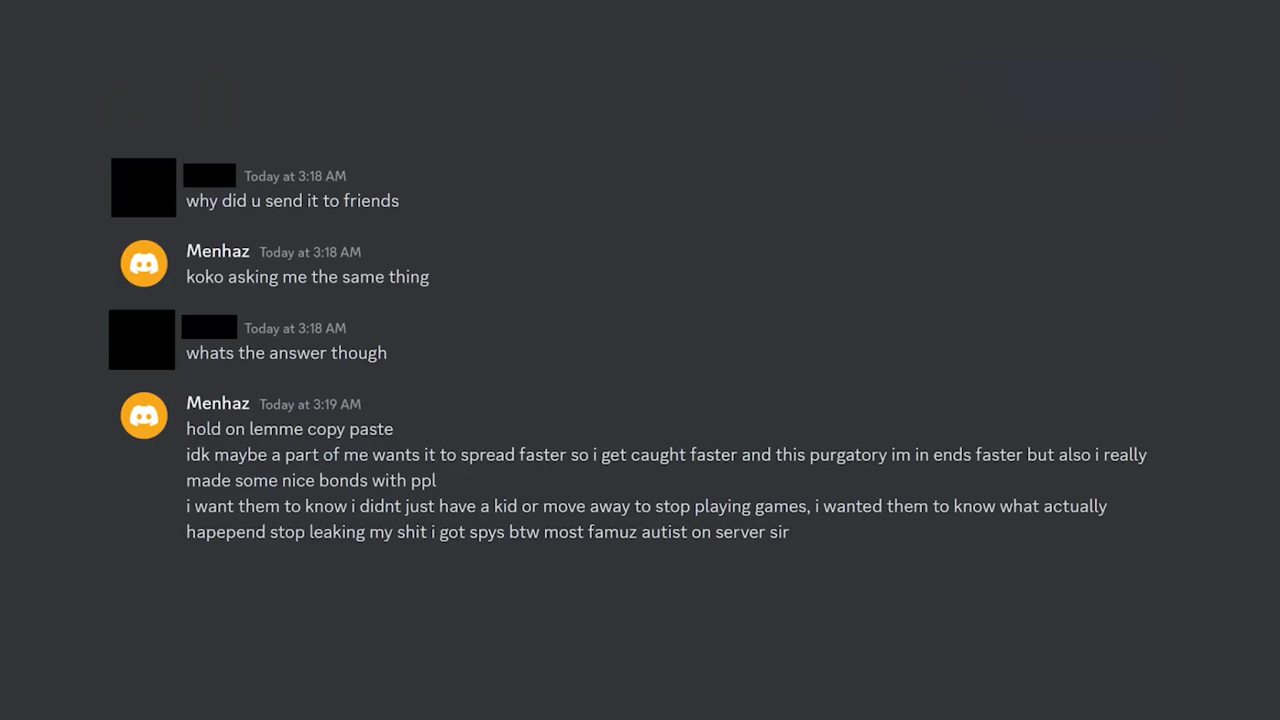 Today at 3:18 AM
why did u send it to friends
Menhaz Today at 3:18 AM
koko asking me the same thing
Today at 3:18 AM
whats the answer though
Menhaz Today at 3:19 AM
hold on lemme copy paste
idk maybe a part of me wants it to spread faster so i get caught faster and this purgatory im in ends faster but also i really
made some nice bonds with ppl
i want them to know i didnt just have a kid or move away to stop playing games, i wanted them to know what actually
hapepend stop leaking my shit i got spys btw most famuz autist on server sir